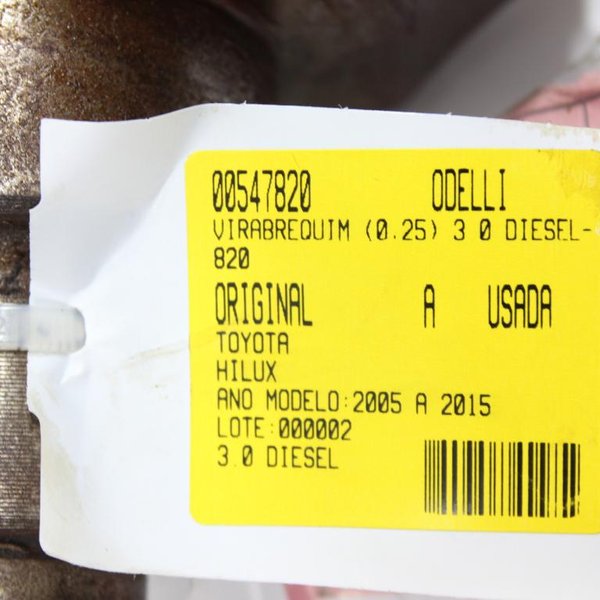 00547820 ODELLI
VIRABREQUIM (0.25) 3 0 DIESEL-
820
ORIGINAL A USADA
TOYOTA
HILUX
ANO MODELO:2005 A 2015
LOTE:000002
3.0 DIESEL